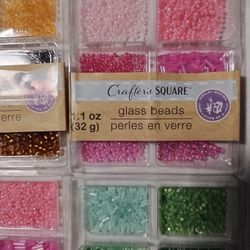 Crafter's SQUARE
glass beads
1.1 oz
(32 g)
perles en verre
verre